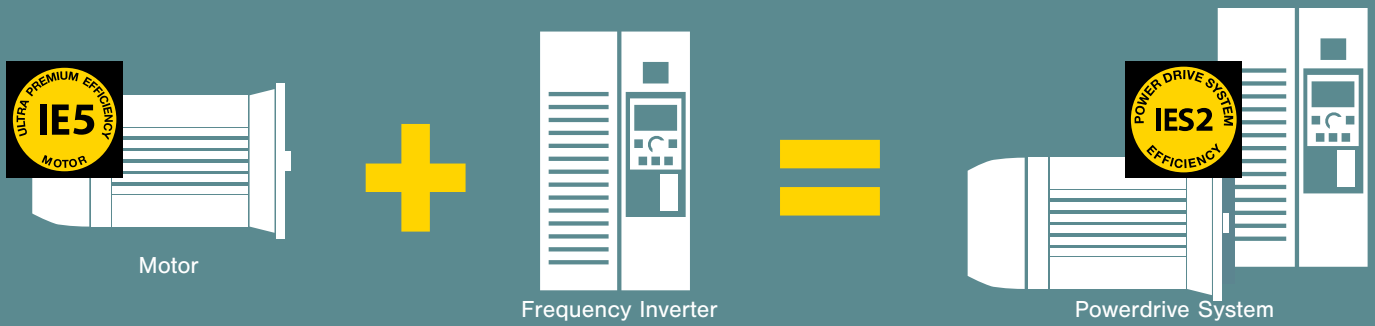 ULTRA PREMIUM EFFICIENCY
IE5
MOTOR
Motor
Frequency Inverter
POWER DRIVE SYSTEM
IES2
EFFICIENCY
Powerdrive System